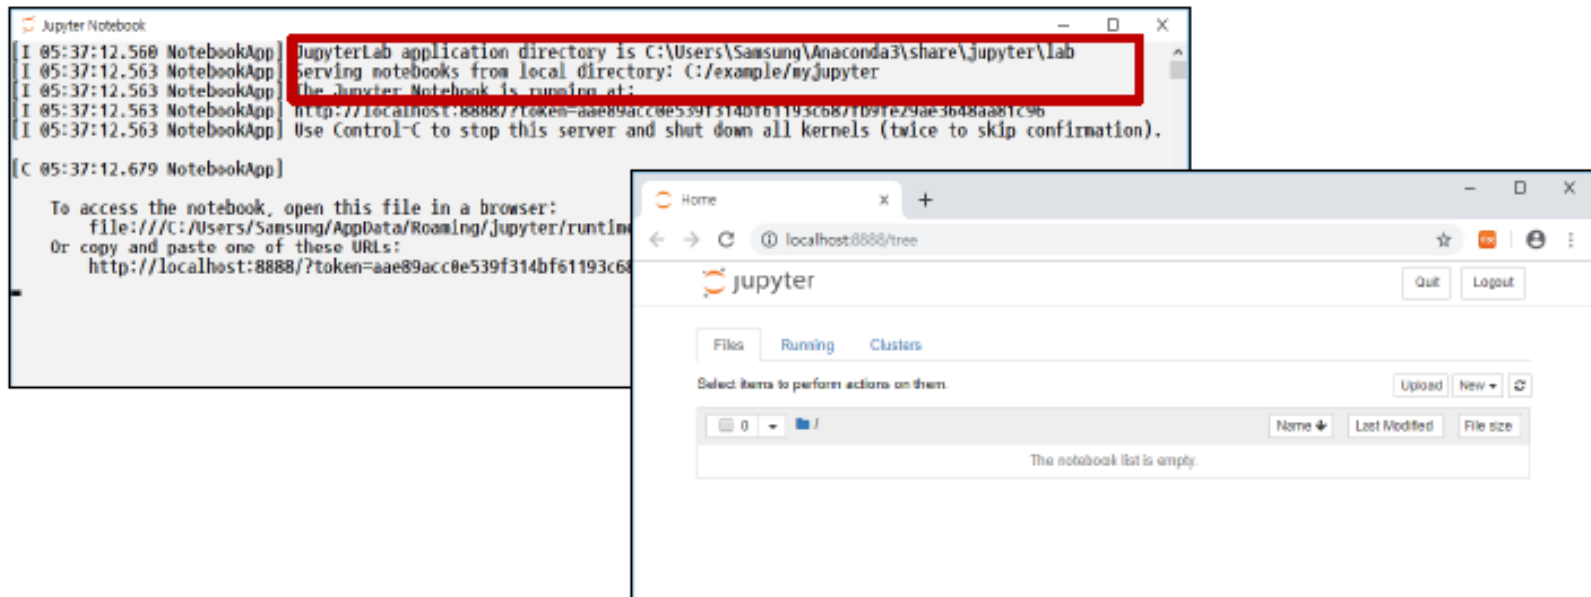 Jupyter Notebook
[I 05:37:12.560 NotebookApp] JupyterLab application directory is C:\Users\Samsung\Anaconda3\share\jupyter\lab
[I 05:37:12.563 NotebookApp] Serving notebooks from local directory: C:/example/myjupyter
[I 05:37:12.563 NotebookApp] The Jupyter Notebook is running at:
[I 05:37:12.563 NotebookApp] http://localhost:8888/?token=aae89acc0e539f314bf61193c687fb9fe29ae3648aa81c96
[I 05:37:12.563 NotebookApp] Use Control-C to stop this server and shut down all kernels (twice to skip confirmation).
[C 05:37:12.679 NotebookApp]
To access the notebook, open this file in a browser:
file:///C:/Users/Samsung/AppData/Roaming/jupyter/runtime
Or copy and paste one of these URLs:
http://localhost:8888/?token=aae89acc0e539f314bf61193c68
Home
localhost:8888/tree
jupyter
Quit Logout
Files Running Clusters
Select items to perform actions on them.
Upload New
0 / Name Last Modified File size
The notebook list is empty.